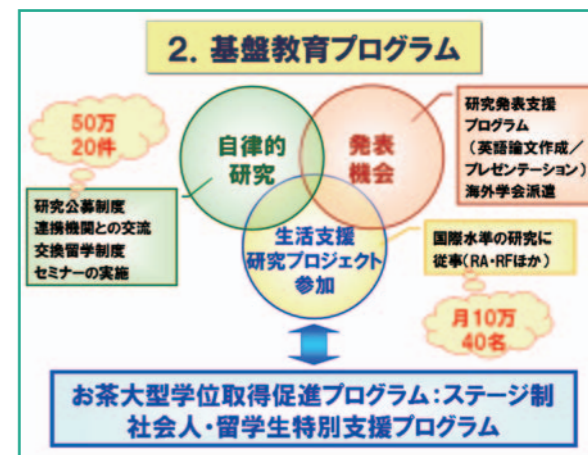 2. 基盤教育プログラム
50万
20件
自律的
研究
発表
機会
研究発表支援
プログラム
(英語論文作成/
プレゼンテーション)
海外学会派遣
研究公募制度
連携機関との交流
交換留学制度
セミナーの実施
生活支援
研究プロジェクト
参加
国際水準の研究に
従事(RA・RFほか)
月10万
40名
お茶大型学位取得促進プログラム:ステージ制
社会人・留学生特別支援プログラム